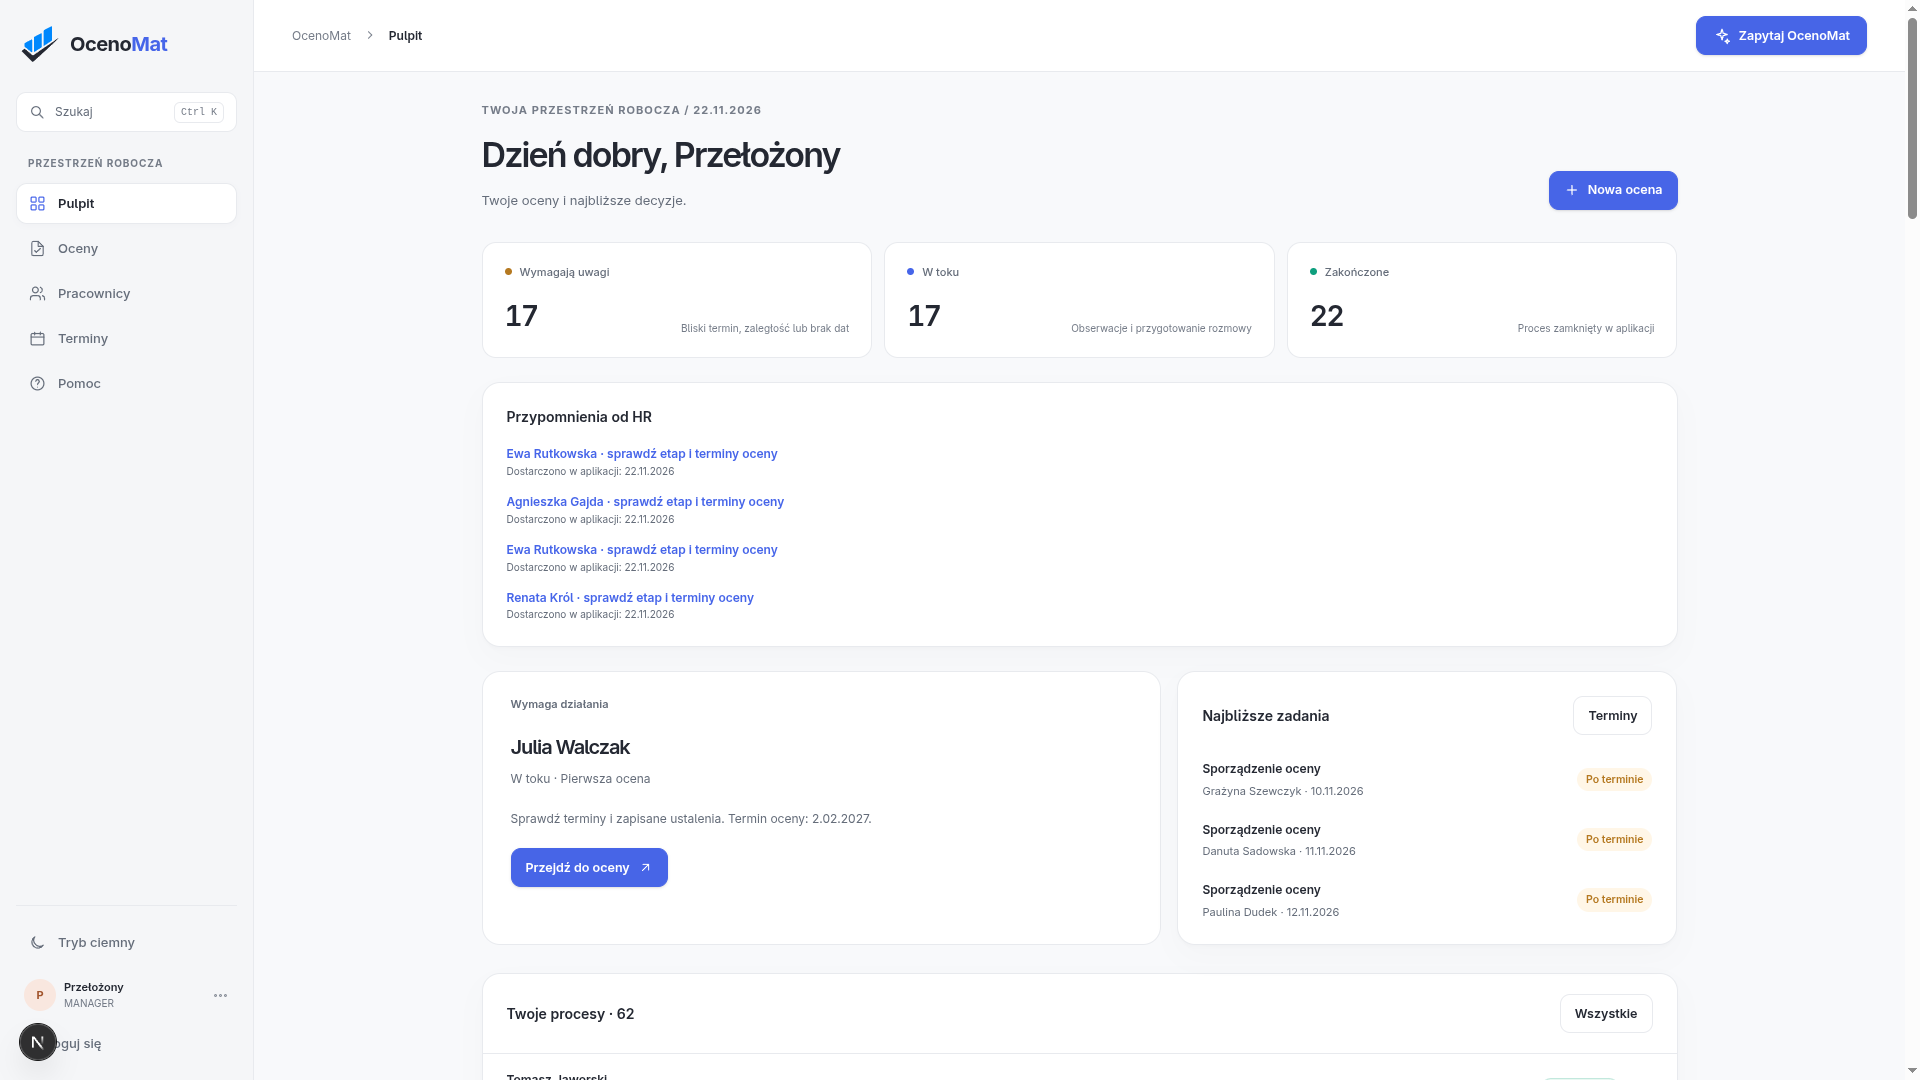 OcenoMat
Szukaj
Ctrl K
PRZESTRZEŃ ROBOCZA
Pulpit
Oceny
Pracownicy
Terminy
Pomoc
Tryb ciemny
P
Przełożony
MANAGER
N
oguj się
OcenoMat > Pulpit
Zapytaj OcenoMat
TWOJA PRZESTRZEŃ ROBOCZA / 22.11.2026
Dzień dobry, Przełożony
Twoje oceny i najbliższe decyzje.
Nowa ocena
Wymagają uwagi
17
Bliski termin, zaległość lub brak dat
W toku
17
Obserwacje i przygotowanie rozmowy
Zakończone
22
Proces zamknięty w aplikacji
Przypomnienia od HR
Ewa Rutkowska · sprawdź etap i terminy oceny
Dostarczono w aplikacji: 22.11.2026
Agnieszka Gajda · sprawdź etap i terminy oceny
Dostarczono w aplikacji: 22.11.2026
Ewa Rutkowska · sprawdź etap i terminy oceny
Dostarczono w aplikacji: 22.11.2026
Renata Król · sprawdź etap i terminy oceny
Dostarczono w aplikacji: 22.11.2026
Wymaga działania
Julia Walczak
W toku · Pierwsza ocena
Sprawdź terminy i zapisane ustalenia. Termin oceny: 2.02.2027.
Przejdź do oceny
Najbliższe zadania
Terminy
Sporządzenie oceny
Grażyna Szewczyk · 10.11.2026
Po terminie
Sporządzenie oceny
Danuta Sadowska · 11.11.2026
Po terminie
Sporządzenie oceny
Paulina Dudek · 12.11.2026
Po terminie
Twoje procesy · 62
Wszystkie
Tomasz Jaworski